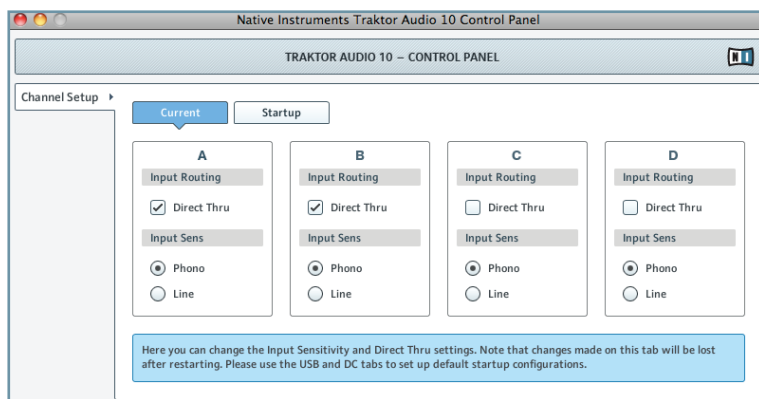 Native Instruments Traktor Audio 10 Control Panel
TRAKTOR AUDIO 10 – CONTROL PANEL
NI
Channel Setup
Current Startup
A B C D
Input Routing Input Routing Input Routing Input Routing
Direct Thru Direct Thru Direct Thru Direct Thru
Input Sens Input Sens Input Sens Input Sens
Phono Phono Phono Phono
Line Line Line Line
Here you can change the Input Sensitivity and Direct Thru settings. Note that changes made on this tab will be lost
after restarting. Please use the USB and DC tabs to set up default startup configurations.